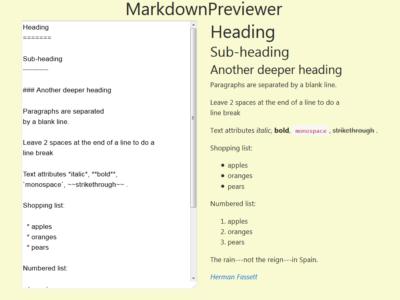 MarkdownPreviewer
Heading
=======
Sub-heading
-----------
### Another deeper heading
Paragraphs are separated
by a blank line.
Leave 2 spaces at the end of a line to do a
line break
Text attributes *italic*, **bold**,
`monospace`, ~~strikethrough~~ .
Shopping list:
* apples
* oranges
* pears
Numbered list:
Heading
Sub-heading
Another deeper heading
Paragraphs are separated by a blank line.
Leave 2 spaces at the end of a line to do a
line break
Text attributes italic, bold, monospace, strikethrough .
Shopping list:
• apples
• oranges
• pears
Numbered list:
1. apples
2. oranges
3. pears
The rain---not the reign---in Spain.
Herman Fassett